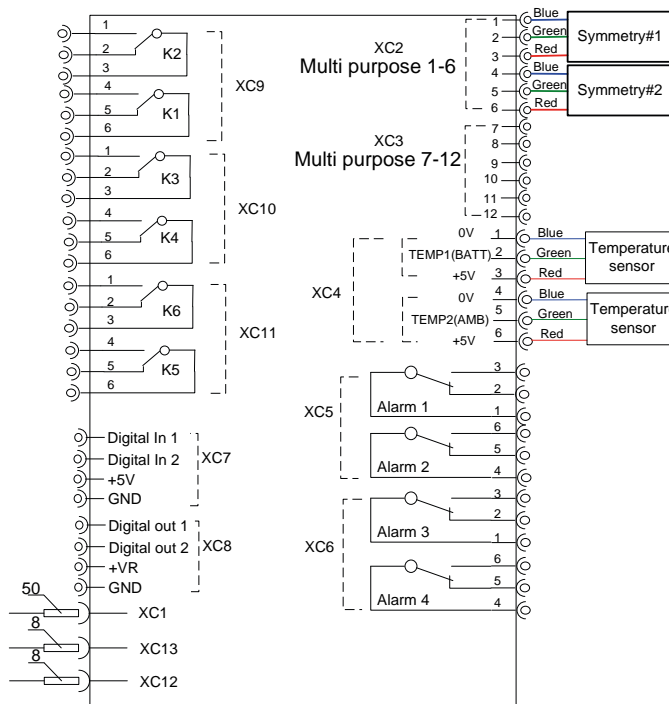 1
2
3
K2
4
5
6
K1
XC9
1
2
3
K3
4
5
6
K4
XC10
1
2
3
K6
4
5
6
K5
XC11
Digital In 1
Digital In 2
+5V
GND
XC7
Digital out 1
Digital out 2
+VR
GND
XC8
50
XC1
8
XC13
8
XC12
XC2
Multi purpose 1-6
1 Blue
2 Green
3 Red
Symmetry#1
4 Blue
5 Green
6 Red
Symmetry#2
XC3
Multi purpose 7-12
7
8
9
10
11
12
XC4
0V 1 Blue
TEMP1(BATT) 2 Green
+5V 3 Red
Temperature
sensor
0V 4 Blue
TEMP2(AMB) 5 Green
+5V 6 Red
Temperature
sensor
XC5
3
2
Alarm 1 1
6
5
Alarm 2 4
XC6
3
2
Alarm 3 1
6
5
Alarm 4 4